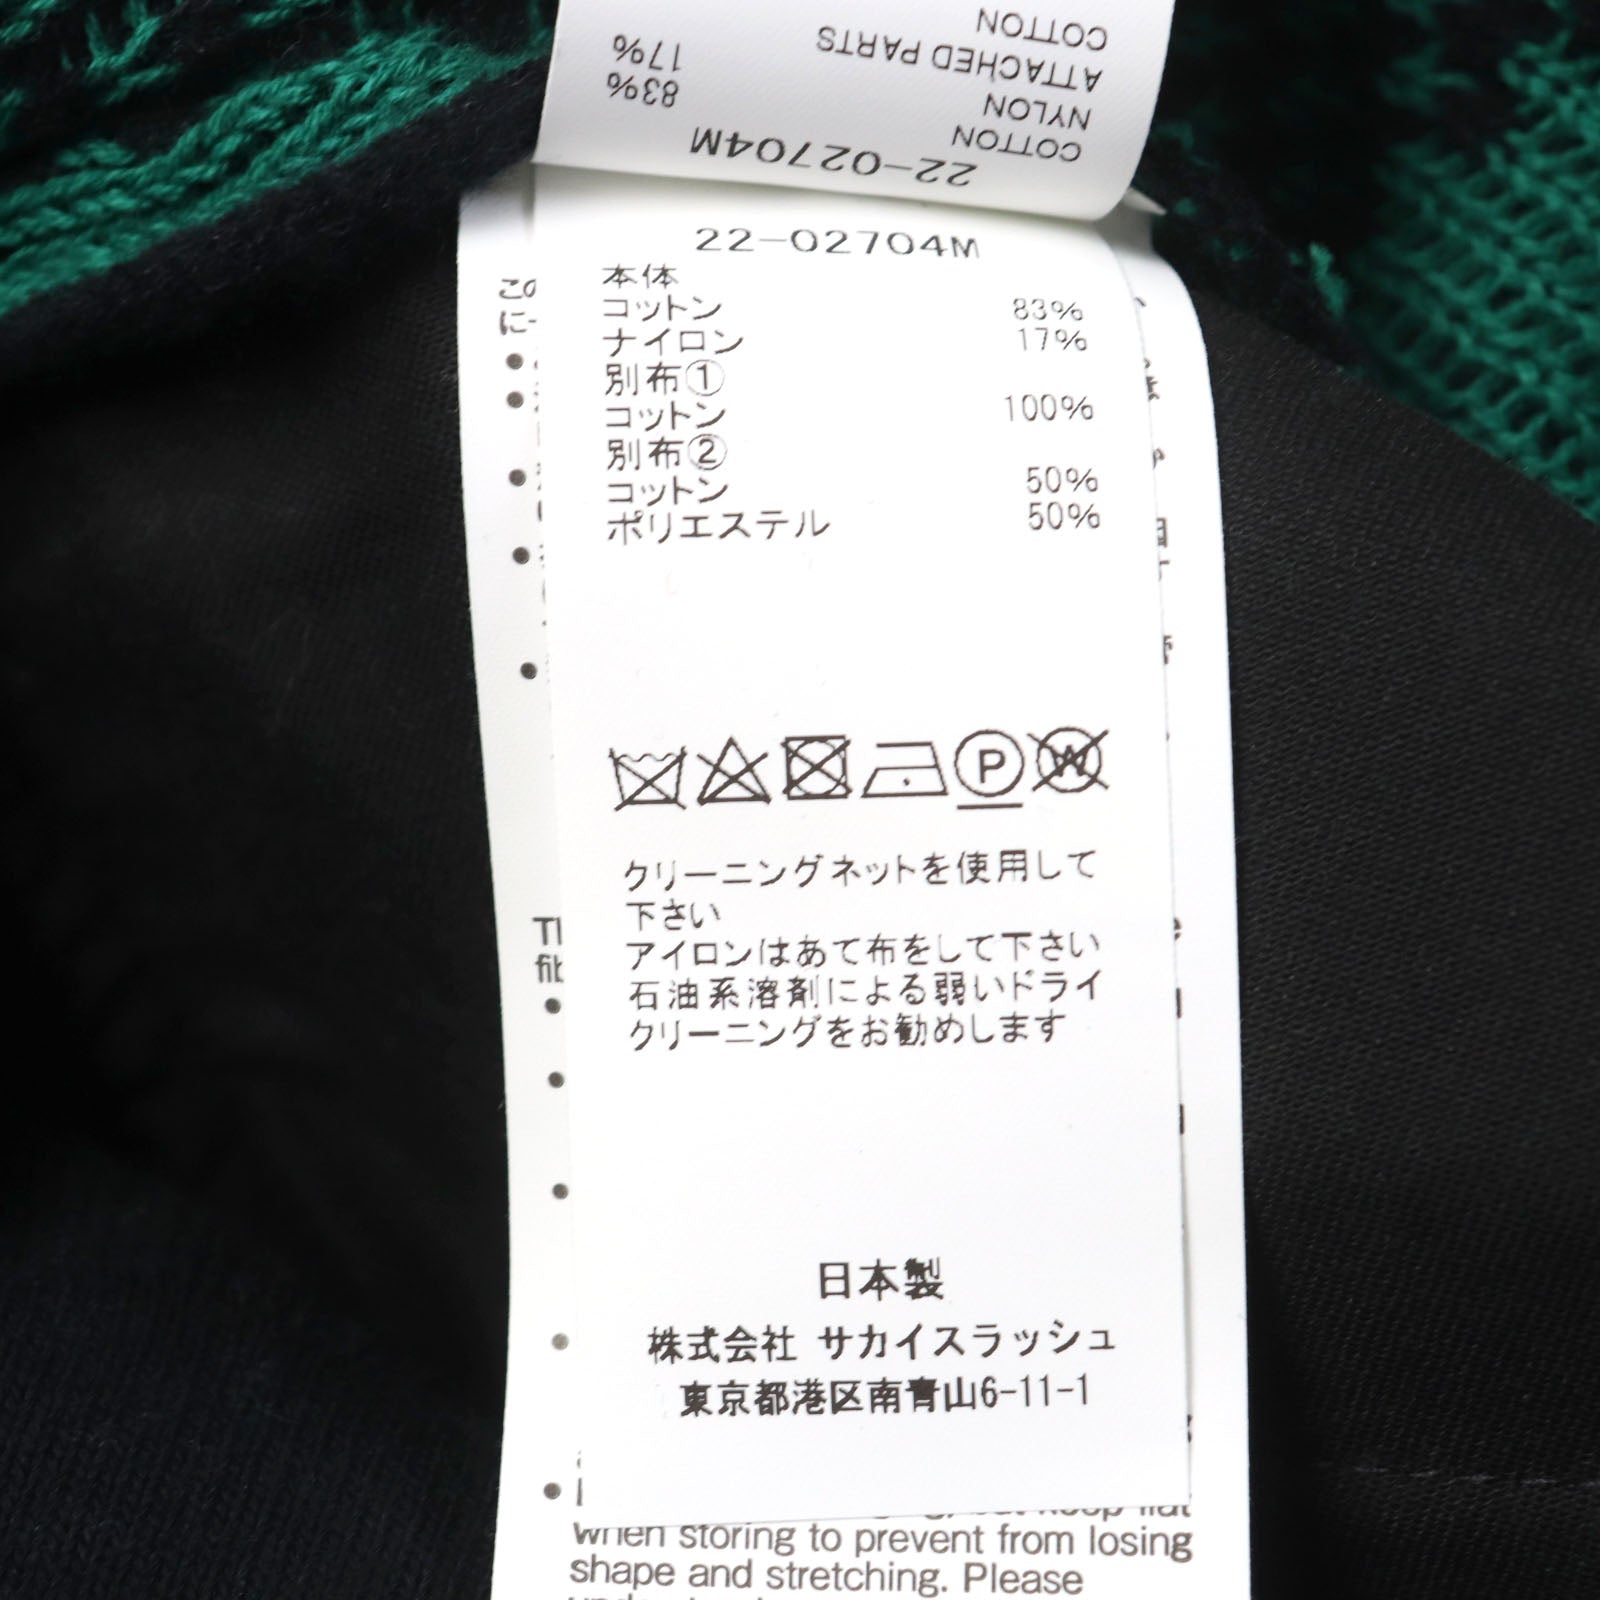 COTTON
ATTACHED PARTS
NYLON 17%
COTTON 83%
22-02704M
22-02704M
本体
コットン 83%
ナイロン 17%
別布①
コットン 100%
別布②
コットン 50%
ポリエステル 50%
P
W
クリーニングネットを使用して
下さい
アイロンはあて布をして下さい
石油系溶剤による弱いドライ
クリーニングをお勧めします
日本製
株式会社 サカイスラッシュ
東京都港区南青山6-11-1
keep flat
when storing to prevent from losing
shape and stretching. Please